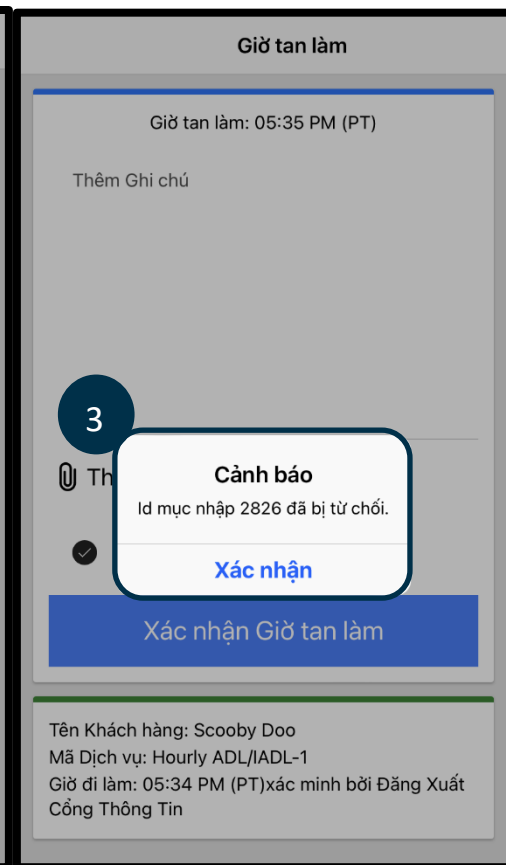 Giờ tan làm
Giờ tan làm: 05:35 PM (PT)
Thêm Ghi chú
3
Th
Cảnh báo
Id mục nhập 2826 đã bị từ chối.
Xác nhận
Xác nhận Giờ tan làm
Tên Khách hàng: Scooby Doo
Mã Dịch vụ: Hourly ADL/IADL-1
Giờ đi làm: 05:34 PM (PT)xác minh bởi Đăng Xuất
Cổng Thông Tin